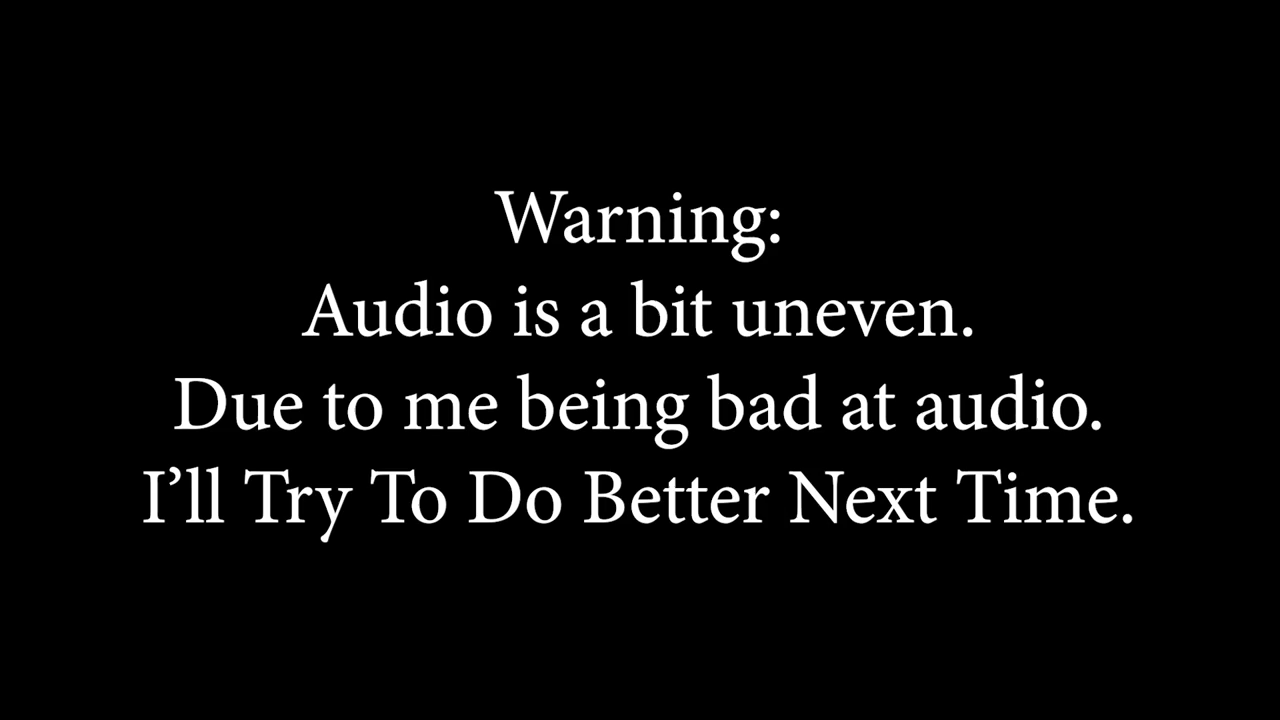 Warning:
Audio is a bit uneven.
Due to me being bad at audio.
I’ll Try To Do Better Next Time.